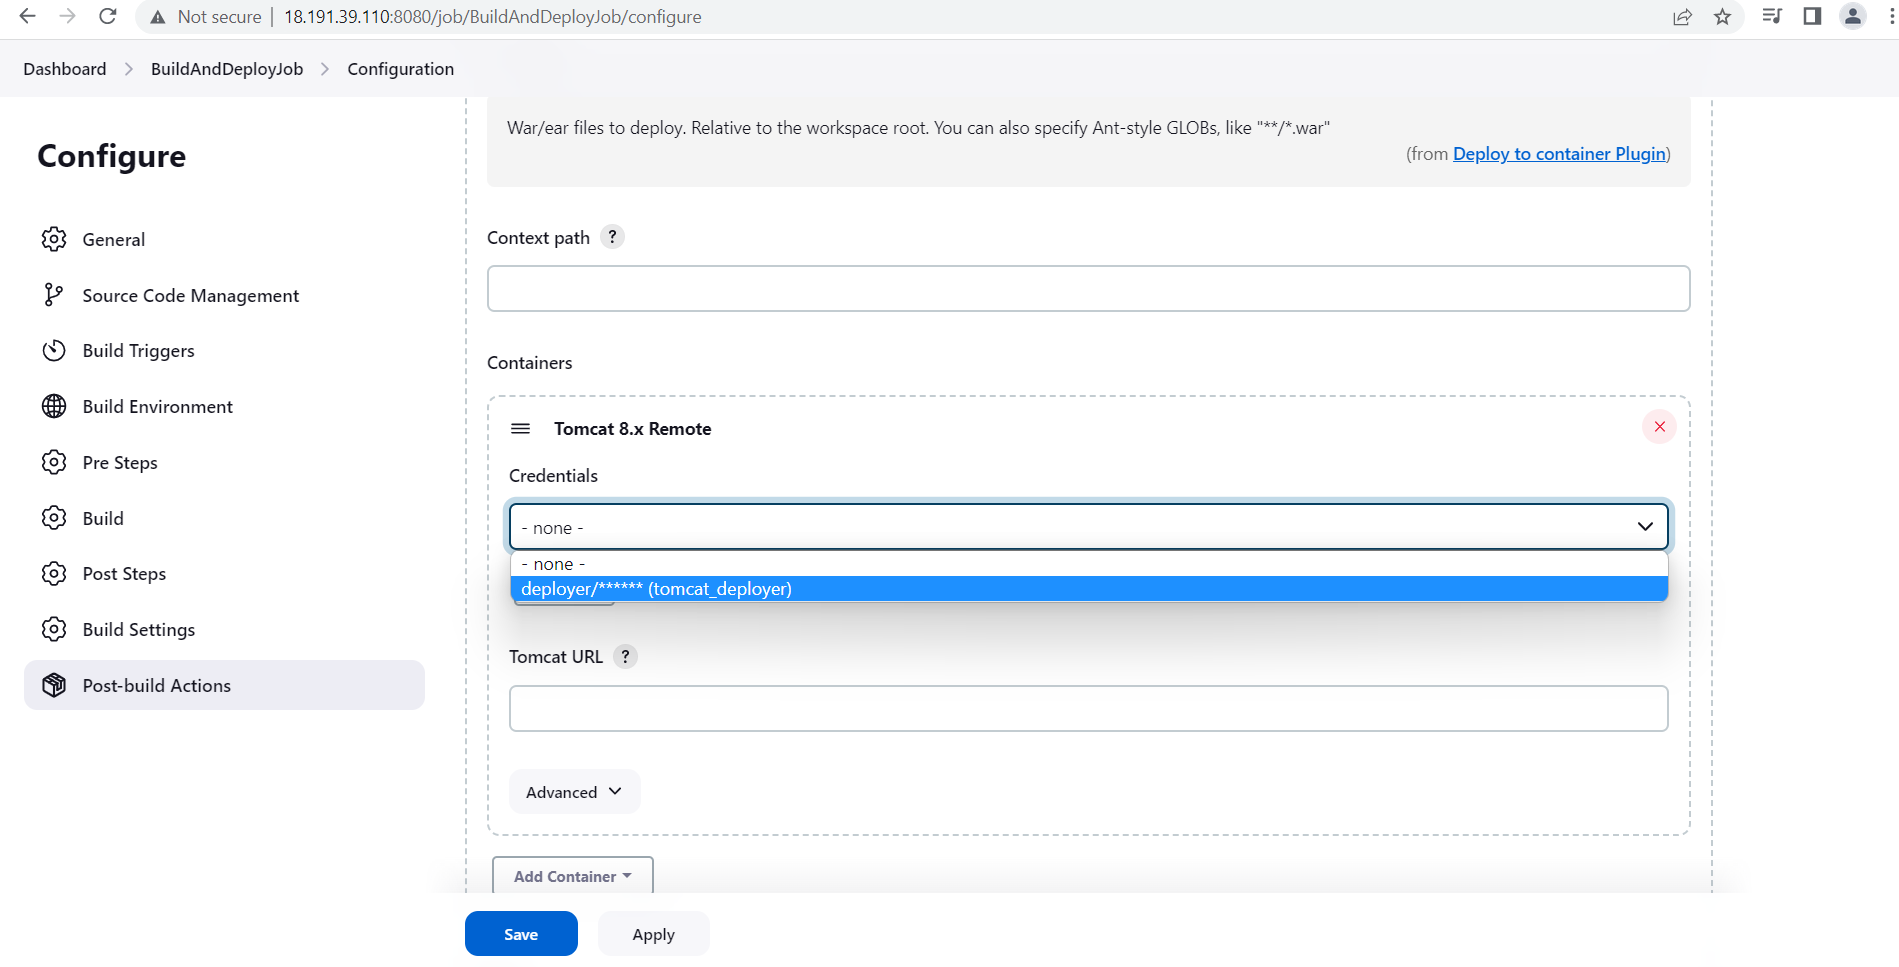 Not secure | 18.191.39.110:8080/job/BuildAndDeployJob/configure
Dashboard > BuildAndDeployJob > Configuration
Configure
General
Source Code Management
Build Triggers
Build Environment
Pre Steps
Build
Post Steps
Build Settings
Post-build Actions
War/ear files to deploy. Relative to the workspace root. You can also specify Ant-style GLOBs, like "**/*.war"
(from Deploy to container Plugin)
Context path ?
Containers
Tomcat 8.x Remote
Credentials
- none -
- none -
deployer/****** (tomcat_deployer)
Tomcat URL ?
Advanced
Add Container
Save
Apply